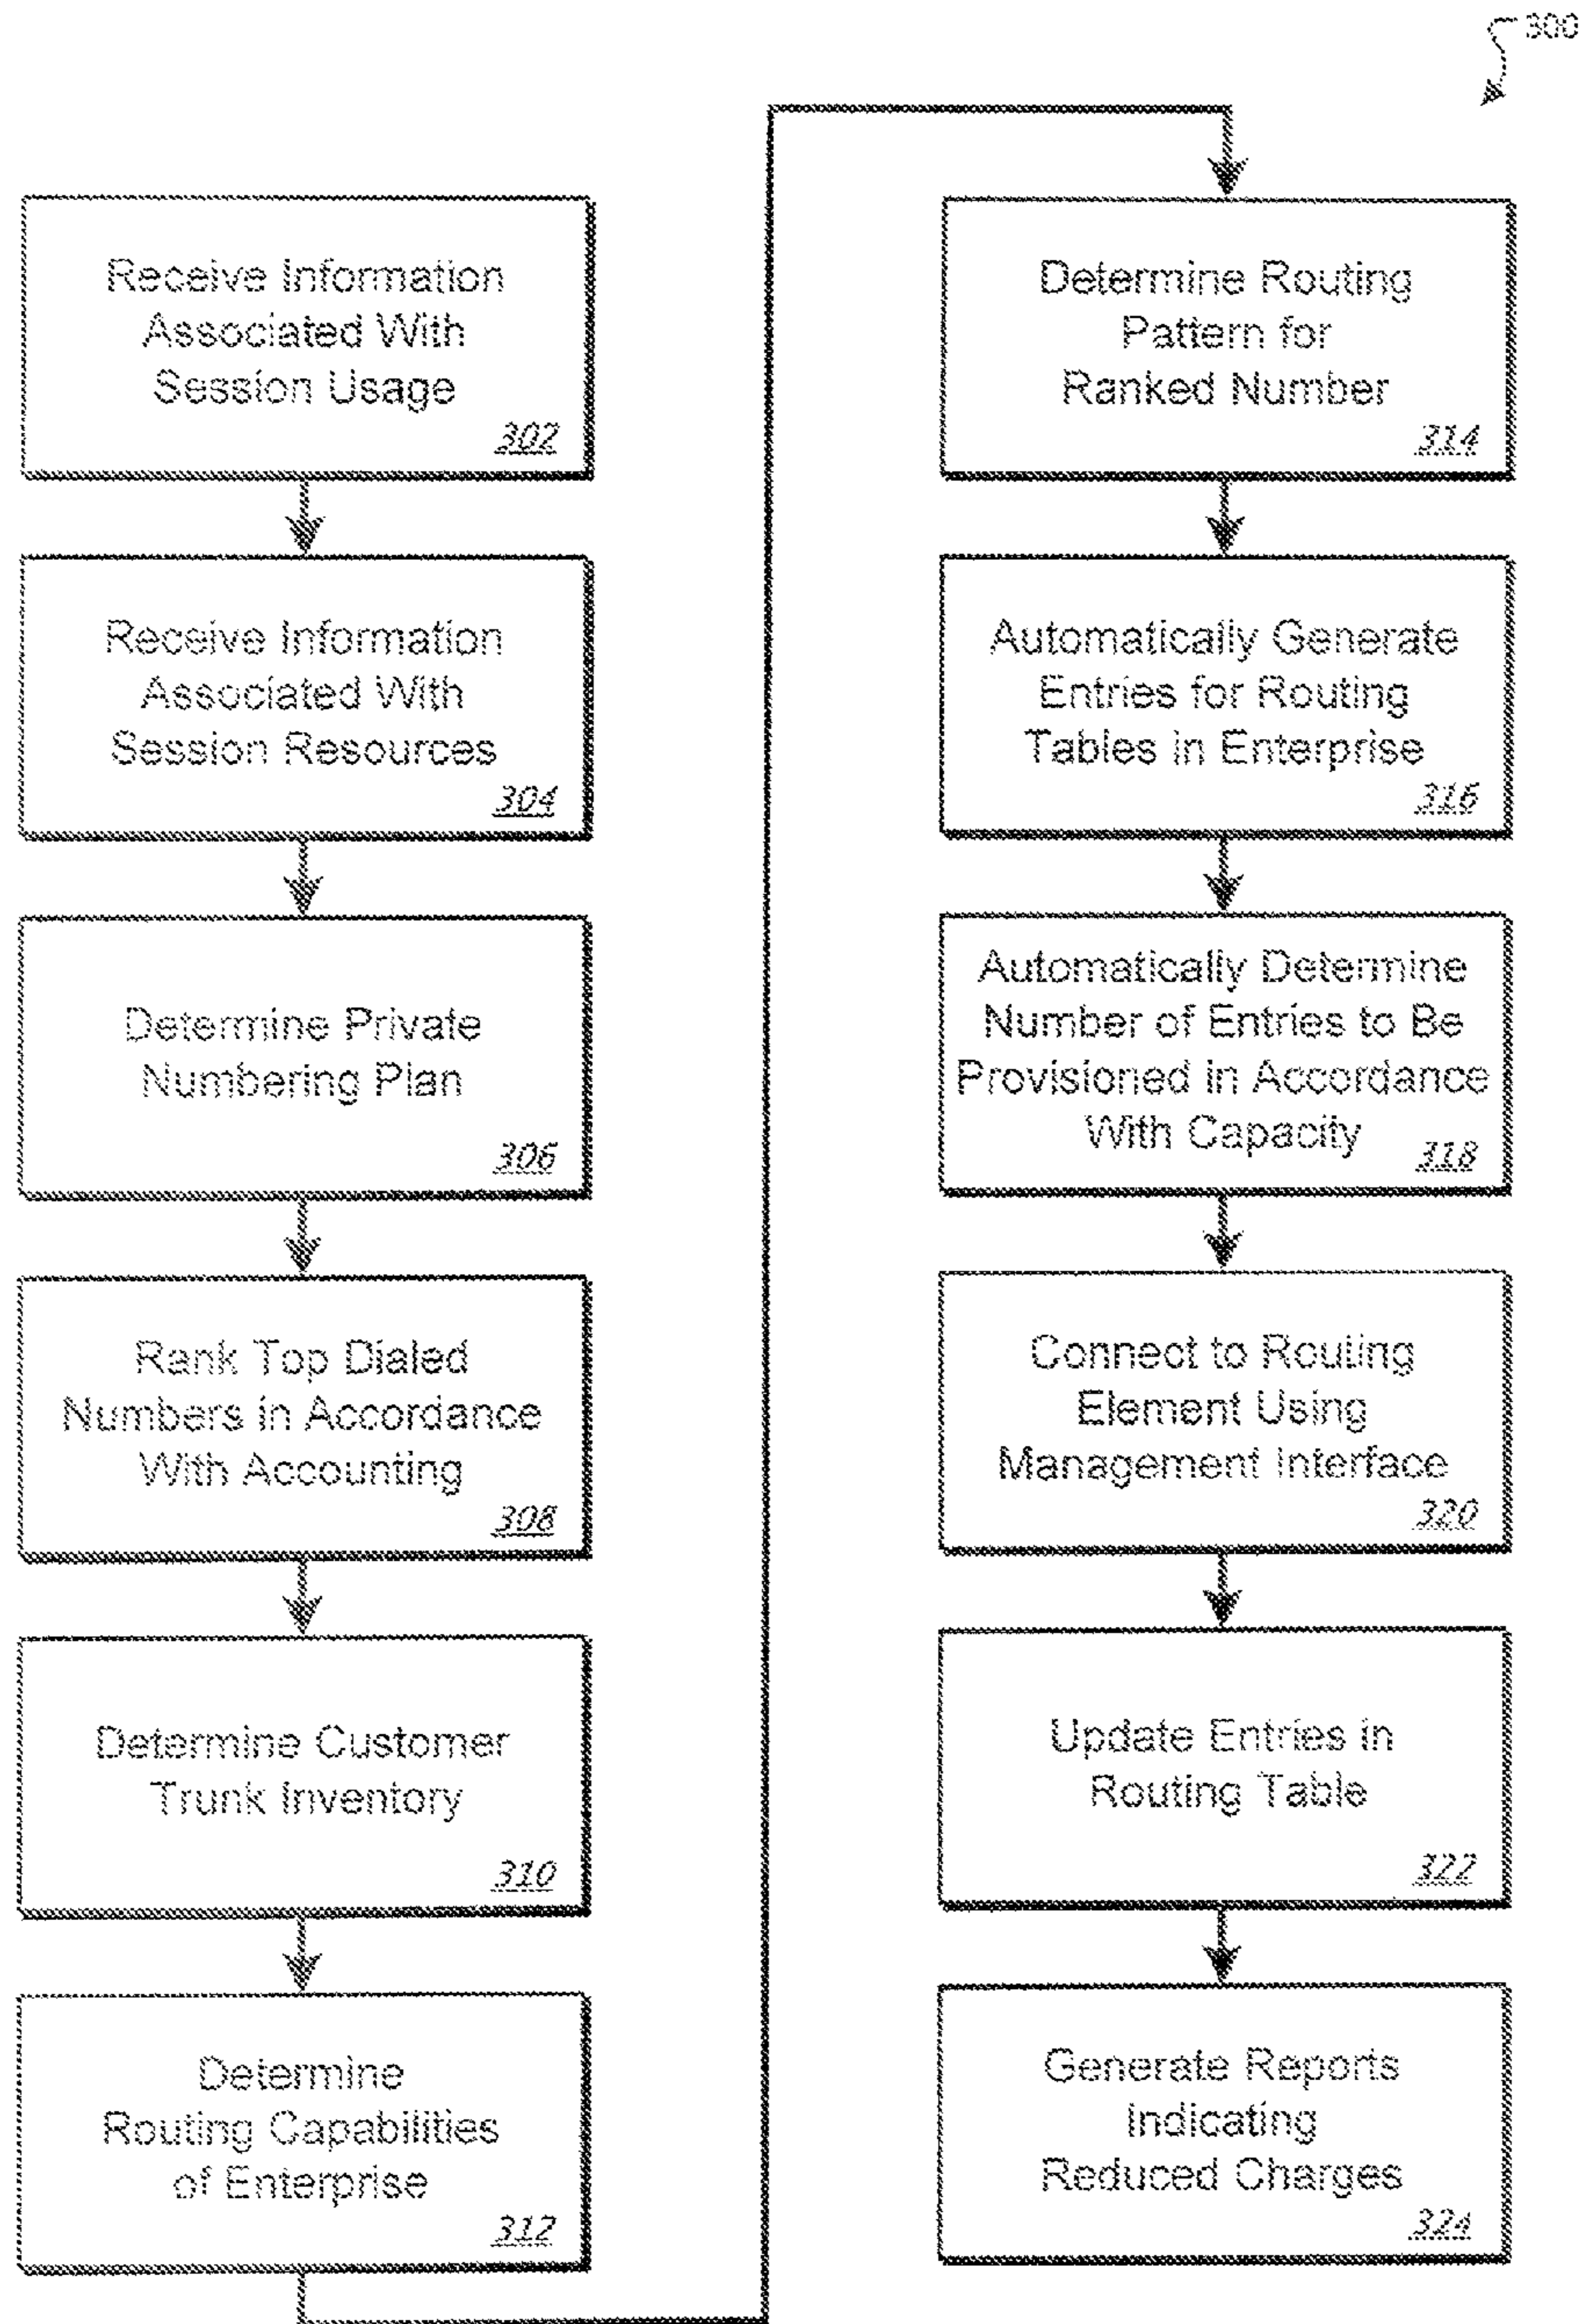 300
Receive Information
Associated With
Session Usage
302
Receive Information
Associated With
Session Resources
304
Determine Private
Numbering Plan
306
Rank Top Dialed
Numbers in Accordance
With Accounting
308
Determine Customer
Trunk Inventory
310
Determine
Routing Capabilities
of Enterprise
312
Determine Routing
Pattern for
Ranked Number
314
Automatically Generate
Entries for Routing
Tables in Enterprise
316
Automatically Determine
Number of Entries to Be
Provisioned in Accordance
With Capacity
318
Connect to Routing
Element Using
Management Interface
320
Update Entries in
Routing Table
322
Generate Reports
Indicating
Reduced Charges
324